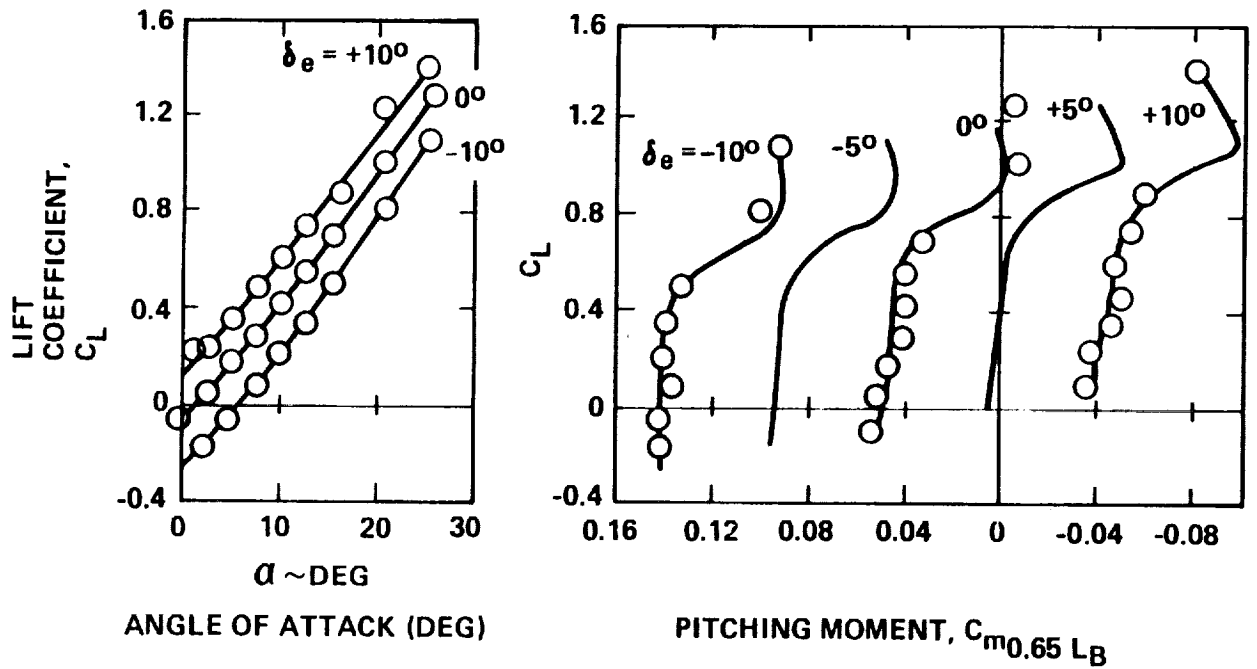 1.6
1.2
0.8
0.4
0
-0.4
LIFT
COEFFICIENT,
C_L
δe = +10°
0°
-10°
0 10 20 30
α ~ DEG
ANGLE OF ATTACK (DEG)
1.6
1.2
0.8
0.4
0
-0.4
C_L
δe = -10°
-5°
0°
+5°
+10°
0.16 0.12 0.08 0.04 0 -0.04 -0.08
PITCHING MOMENT, Cm0.65 LB